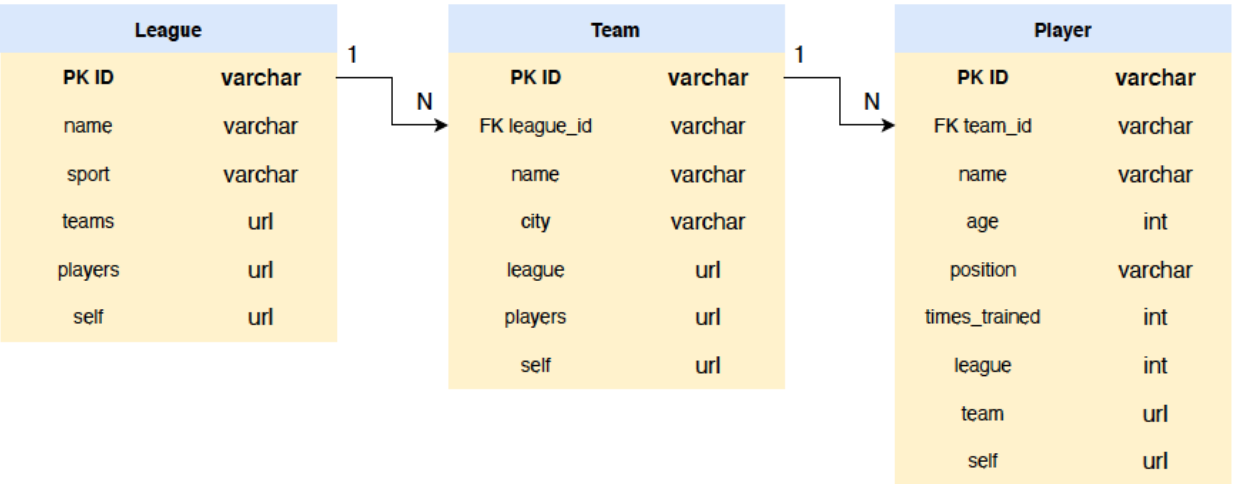 League
PK ID varchar
name varchar
sport varchar
teams url
players url
self url
1
N
Team
PK ID varchar
FK league_id varchar
name varchar
city varchar
league url
players url
self url
1
N
Player
PK ID varchar
FK team_id varchar
name varchar
age int
position varchar
times_trained int
league int
team url
self url